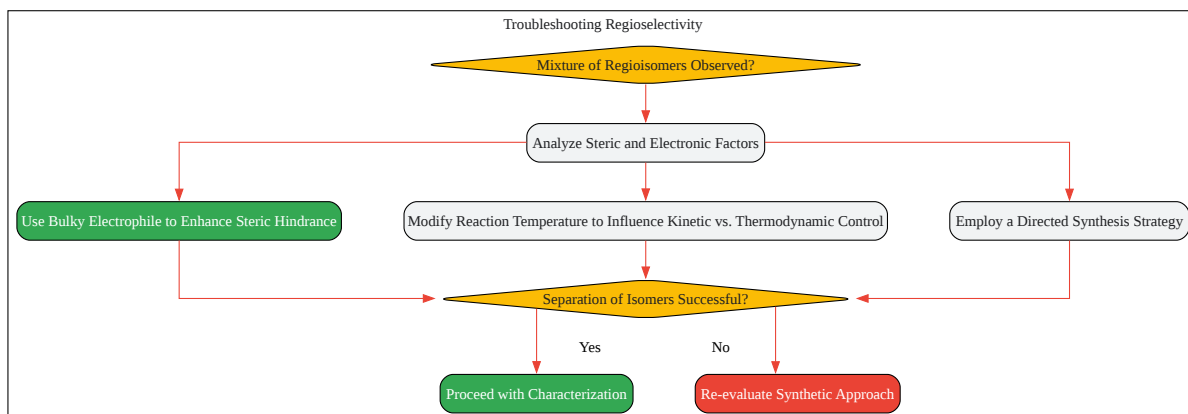 Troubleshooting Regioselectivity
Mixture of Regioisomers Observed?
Analyze Steric and Electronic Factors
Use Bulky Electrophile to Enhance Steric Hindrance
Modify Reaction Temperature to Influence Kinetic vs. Thermodynamic Control
Employ a Directed Synthesis Strategy
Separation of Isomers Successful?
Yes
No
Proceed with Characterization
Re-evaluate Synthetic Approach